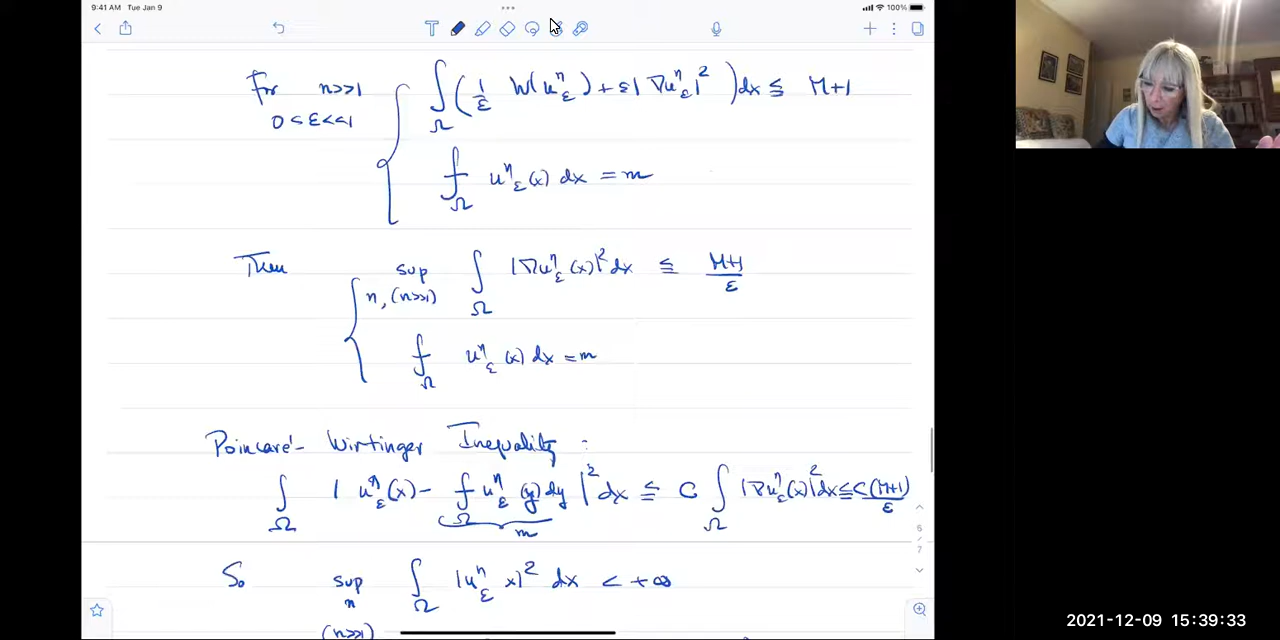 9:41 AM Tue Jan 9
100%
For n>>1 ∫_Ω (1/ε W(u^n_ε) + ε|∇u^n_ε|²) dx ≦ M+1
0<ε<<1
⨍_Ω u^n_ε(x) dx = m
Then sup_{n,(n>>1)} ∫_Ω |∇u^n_ε(x)|² dx ≦ (M+1)/ε
⨍_Ω u^n_ε(x) dx = m
Poincaré-Wirtinger Inequality :
∫_Ω | u^n_ε(x) - ⨍_Ω u^n_ε(y) dy |² dx ≦ C ∫_Ω |∇u^n_ε(x)|² dx ≦ C(M+1)/ε
m
So sup_n ∫_Ω |u^n_ε x)|² dx < +∞
(n>>1)
6
/
7
2021-12-09 15:39:33